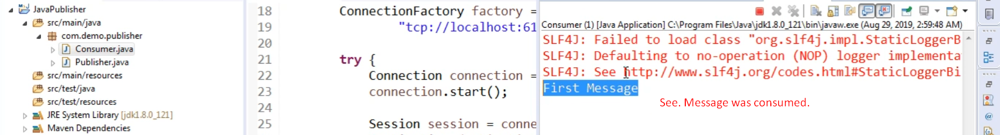 JavaPublisher
src/main/java
com.demo.publisher
Consumer.java
Publisher.java
src/main/resources
src/test/java
src/test/resources
JRE System Library [jdk1.8.0_121]
Maven Dependencies
18 ConnectionFactory factory =
19 "tcp://localhost:61
20
21 try {
22 Connection connection =
23 connection.start();
24
25 Session session = conne
Consumer (1) [Java Application] C:\Program Files\Java\jdk1.8.0_121\bin\javaw.exe (Aug 29, 2019, 2:59:48 AM)
SLF4J: Failed to load class "org.slf4j.impl.StaticLoggerB
SLF4J: Defaulting to no-operation (NOP) logger implementa
SLF4J: See http://www.slf4j.org/codes.html#StaticLoggerBi
First Message
See. Message was consumed.